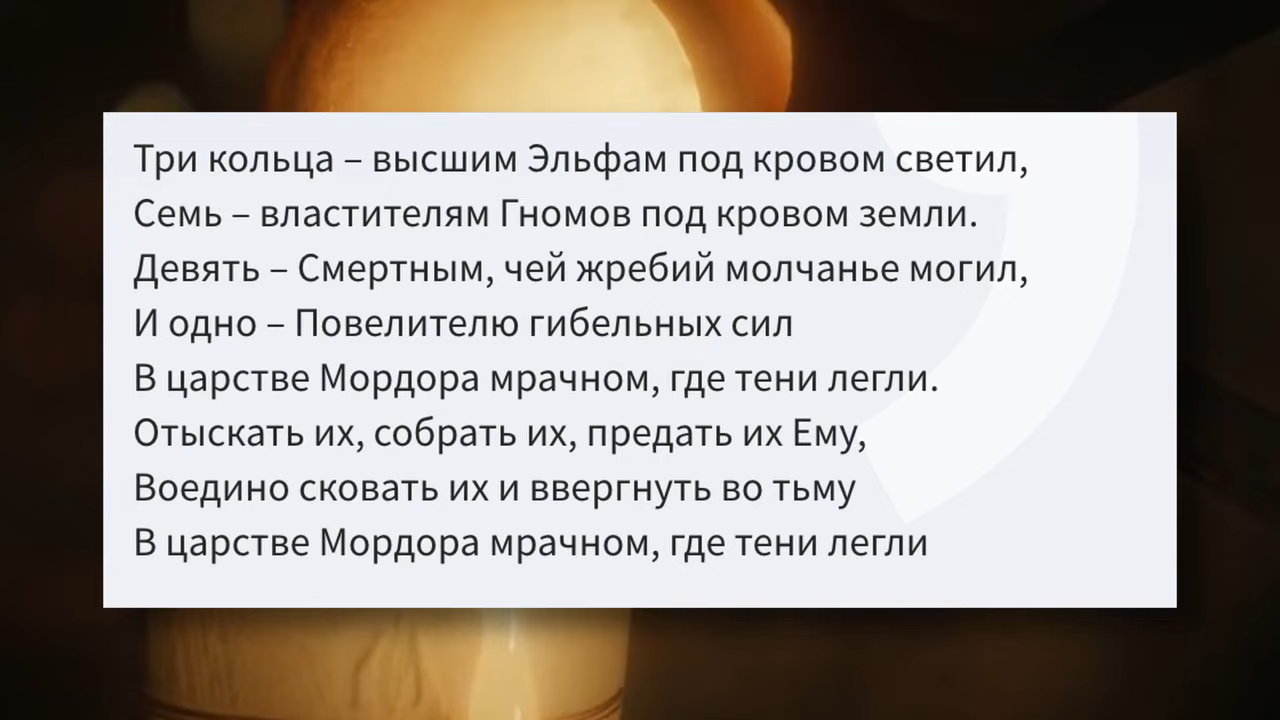 Три кольца – высшим Эльфам под кровом светил,
Семь – властителям Гномов под кровом земли.
Девять – Смертным, чей жребий молчанье могил,
И одно – Повелителю гибельных сил
В царстве Мордора мрачном, где тени легли.
Отыскать их, собрать их, предать их Ему,
Воедино сковать их и ввергнуть во тьму
В царстве Мордора мрачном, где тени легли